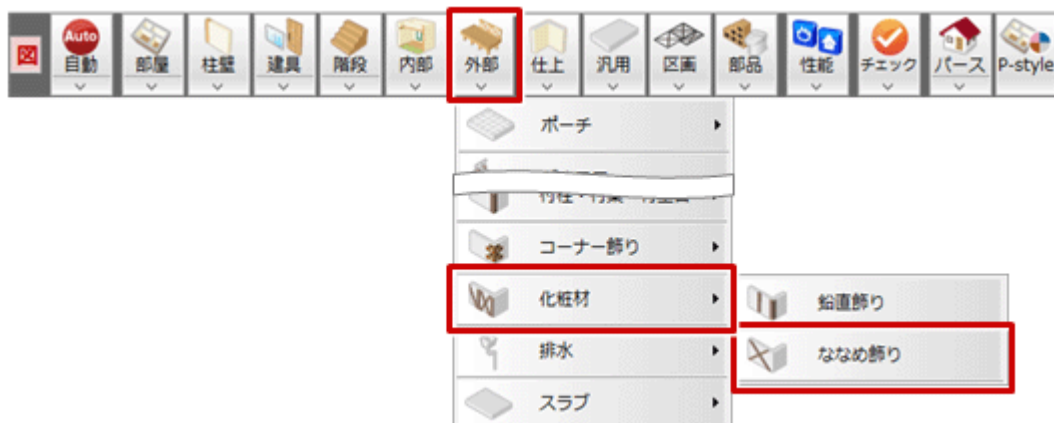 図
Auto
自動 部屋 柱壁 建具 階段 内部 外部 仕上 汎用 区画 部品 性能 チェック パース P-style
ポーチ
コーナー飾り
化粧材
鉛直飾り
排水
ななめ飾り
スラブ